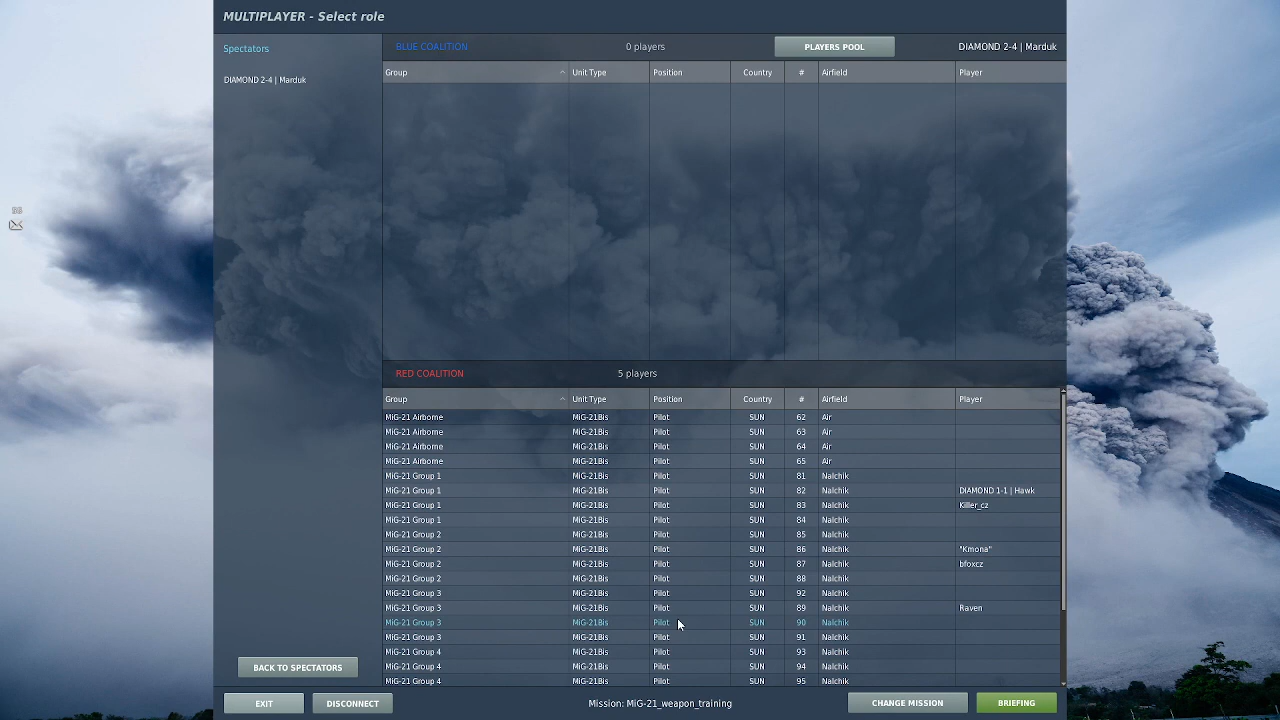 MULTIPLAYER - Select role
Spectators
DIAMOND 2-4 | Marduk
BLUE COALITION 0 players PLAYERS POOL DIAMOND 2-4 | Marduk
Group Unit Type Position Country # Airfield Player
RED COALITION 5 players
Group Unit Type Position Country # Airfield Player
MiG-21 Airborne MiG-21Bis Pilot SUN 62 Air
MiG-21 Airborne MiG-21Bis Pilot SUN 63 Air
MiG-21 Airborne MiG-21Bis Pilot SUN 64 Air
MiG-21 Airborne MiG-21Bis Pilot SUN 65 Air
MiG-21 Group 1 MiG-21Bis Pilot SUN 81 Nalchik
MiG-21 Group 1 MiG-21Bis Pilot SUN 82 Nalchik DIAMOND 1-1 | Hawk
MiG-21 Group 1 MiG-21Bis Pilot SUN 83 Nalchik Killer_cz
MiG-21 Group 1 MiG-21Bis Pilot SUN 84 Nalchik
MiG-21 Group 2 MiG-21Bis Pilot SUN 85 Nalchik
MiG-21 Group 2 MiG-21Bis Pilot SUN 86 Nalchik "Kmona"
MiG-21 Group 2 MiG-21Bis Pilot SUN 87 Nalchik bfoxcz
MiG-21 Group 2 MiG-21Bis Pilot SUN 88 Nalchik
MiG-21 Group 3 MiG-21Bis Pilot SUN 92 Nalchik
MiG-21 Group 3 MiG-21Bis Pilot SUN 89 Nalchik Raven
MiG-21 Group 3 MiG-21Bis Pilot SUN 90 Nalchik
MiG-21 Group 3 MiG-21Bis Pilot SUN 91 Nalchik
MiG-21 Group 4 MiG-21Bis Pilot SUN 93 Nalchik
MiG-21 Group 4 MiG-21Bis Pilot SUN 94 Nalchik
MiG-21 Group 4 MiG-21Bis Pilot SUN 95 Nalchik
BACK TO SPECTATORS
EXIT DISCONNECT Mission: MiG-21_weapon_training CHANGE MISSION BRIEFING